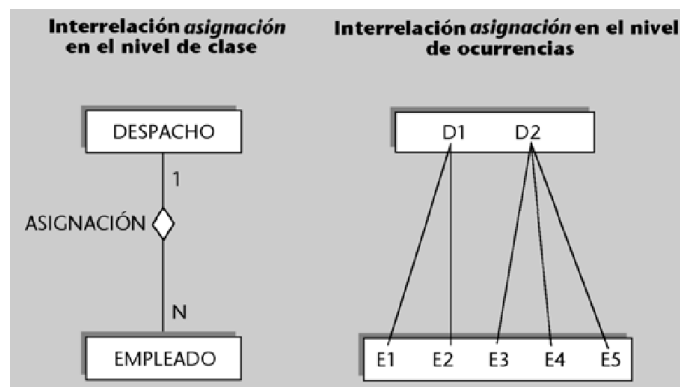 Interrelación asignación
en el nivel de clase
DESPACHO
1
ASIGNACIÓN
N
EMPLEADO
Interrelación asignación en el nivel
de ocurrencias
D1 D2
E1 E2 E3 E4 E5